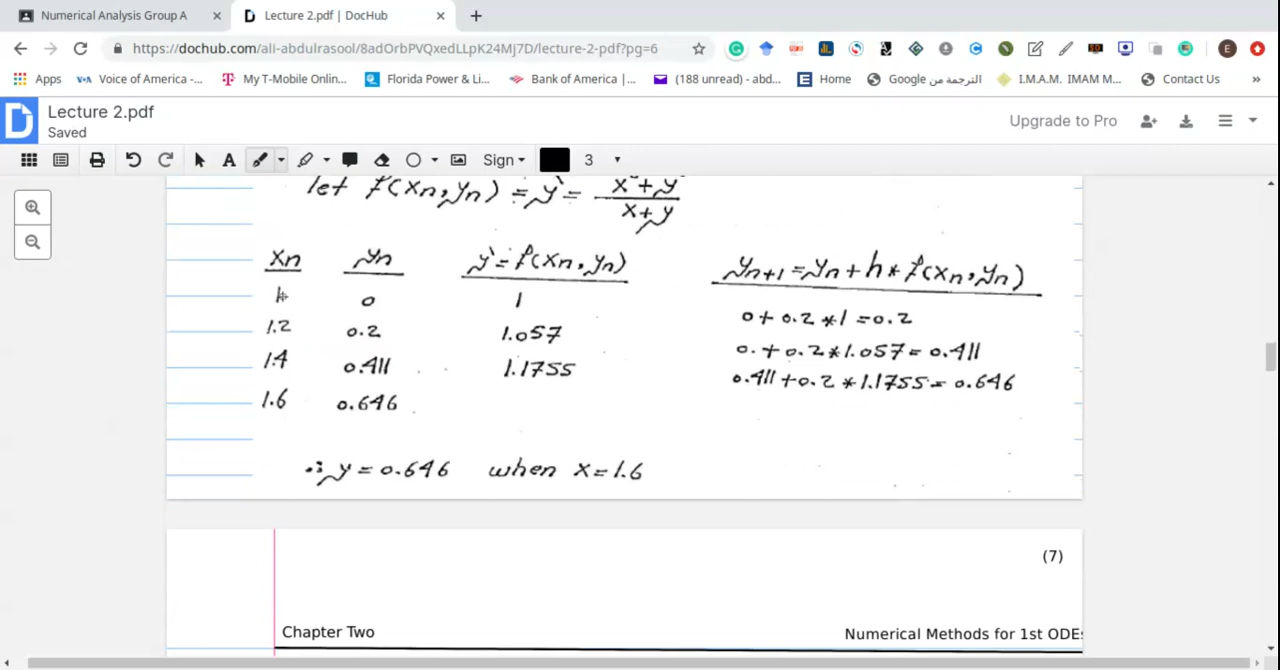 Numerical Analysis Group A
Lecture 2.pdf | DocHub
https://dochub.com/ali-abdulrasool/8adOrbPVQxedLLpK24Mj7D/lecture-2-pdf?pg=6
Apps
Voice of America -...
My T-Mobile Onlin...
Florida Power & Li...
Bank of America |...
(188 unread) - abd...
Home
الترجمة من Google
I.M.A.M. IMAM M...
Contact Us
Lecture 2.pdf
Saved
Upgrade to Pro
Sign
3
let f(xn,yn) = y' =
x+y
xn yn y' = f(xn,yn) yn+1 = yn + h * f(xn,yn)
0 1 0 + 0.2 * 1 = 0.2
1.2 0.2 1.057 0. + 0.2 * 1.057 = 0.411
1.4 0.411 1.1755 0.411 + 0.2 * 1.1755 = 0.646
1.6 0.646
∴ y = 0.646 when x = 1.6
(7)
Chapter Two
Numerical Methods for 1st ODE